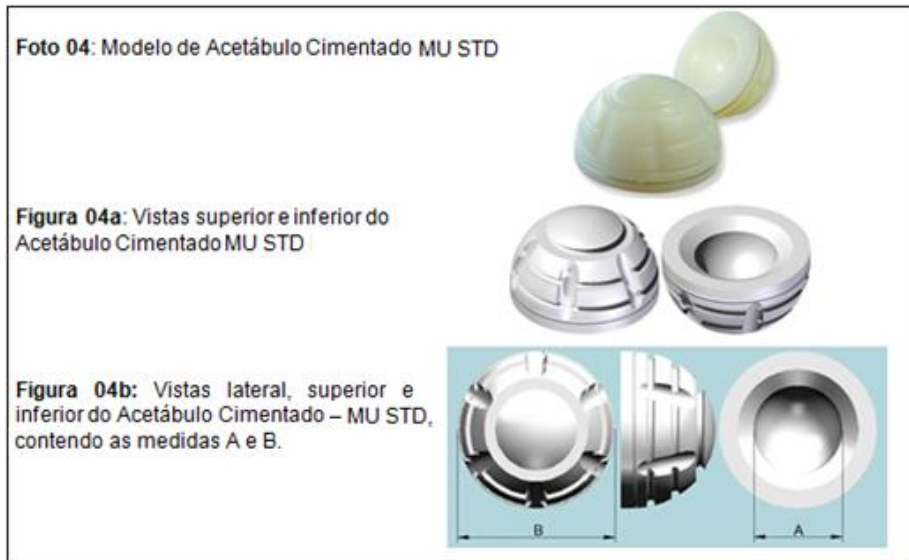 Foto 04: Modelo de Acetábulo Cimentado MU STD
Figura 04a: Vistas superior e inferior do
Acetábulo Cimentado MU STD
Figura 04b: Vistas lateral, superior e
inferior do Acetábulo Cimentado – MU STD,
contendo as medidas A e B.
B
A